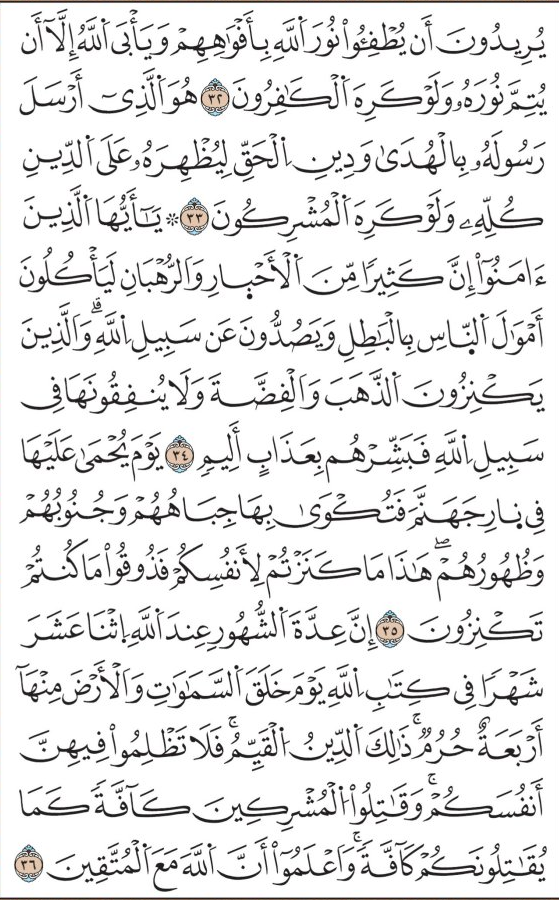 يُرِيدُونَ أَن يُطْفِـُٔوا۟ نُورَ ٱللَّهِ بِأَفْوَٰهِهِمْ وَيَأْبَى ٱللَّهُ إِلَّآ أَن
يُتِمَّ نُورَهُۥ وَلَوْ كَرِهَ ٱلْكَـٰفِرُونَ ٣٢ هُوَ ٱلَّذِىٓ أَرْسَلَ
رَسُولَهُۥ بِٱلْهُدَىٰ وَدِينِ ٱلْحَقِّ لِيُظْهِرَهُۥ عَلَى ٱلدِّينِ
كُلِّهِۦ وَلَوْ كَرِهَ ٱلْمُشْرِكُونَ ٣٣ ۞ يَـٰٓأَيُّهَا ٱلَّذِينَ
ءَامَنُوٓا۟ إِنَّ كَثِيرًا مِّنَ ٱلْأَحْبَارِ وَٱلرُّهْبَانِ لَيَأْكُلُونَ
أَمْوَٰلَ ٱلنَّاسِ بِٱلْبَـٰطِلِ وَيَصُدُّونَ عَن سَبِيلِ ٱللَّهِ ۗ وَٱلَّذِينَ
يَكْنِزُونَ ٱلذَّهَبَ وَٱلْفِضَّةَ وَلَا يُنفِقُونَهَا فِى
سَبِيلِ ٱللَّهِ فَبَشِّرْهُم بِعَذَابٍ أَلِيمٍ ٣٤ يَوْمَ يُحْمَىٰ عَلَيْهَا
فِى نَارِ جَهَنَّمَ فَتُكْوَىٰ بِهَا جِبَاهُهُمْ وَجُنُوبُهُمْ
وَظُهُورُهُمْ ۖ هَـٰذَا مَا كَنَزْتُمْ لِأَنفُسِكُمْ فَذُوقُوا۟ مَا كُنتُمْ
تَكْنِزُونَ ٣٥ إِنَّ عِدَّةَ ٱلشُّهُورِ عِندَ ٱللَّهِ ٱثْنَا عَشَرَ
شَهْرًا فِى كِتَـٰبِ ٱللَّهِ يَوْمَ خَلَقَ ٱلسَّمَـٰوَٰتِ وَٱلْأَرْضَ مِنْهَآ
أَرْبَعَةٌ حُرُمٌ ۚ ذَٰلِكَ ٱلدِّينُ ٱلْقَيِّمُ ۚ فَلَا تَظْلِمُوا۟ فِيهِنَّ
أَنفُسَكُمْ ۚ وَقَـٰتِلُوا۟ ٱلْمُشْرِكِينَ كَآفَّةً كَمَا
يُقَـٰتِلُونَكُمْ كَآفَّةً ۚ وَٱعْلَمُوٓا۟ أَنَّ ٱللَّهَ مَعَ ٱلْمُتَّقِينَ ٣٦